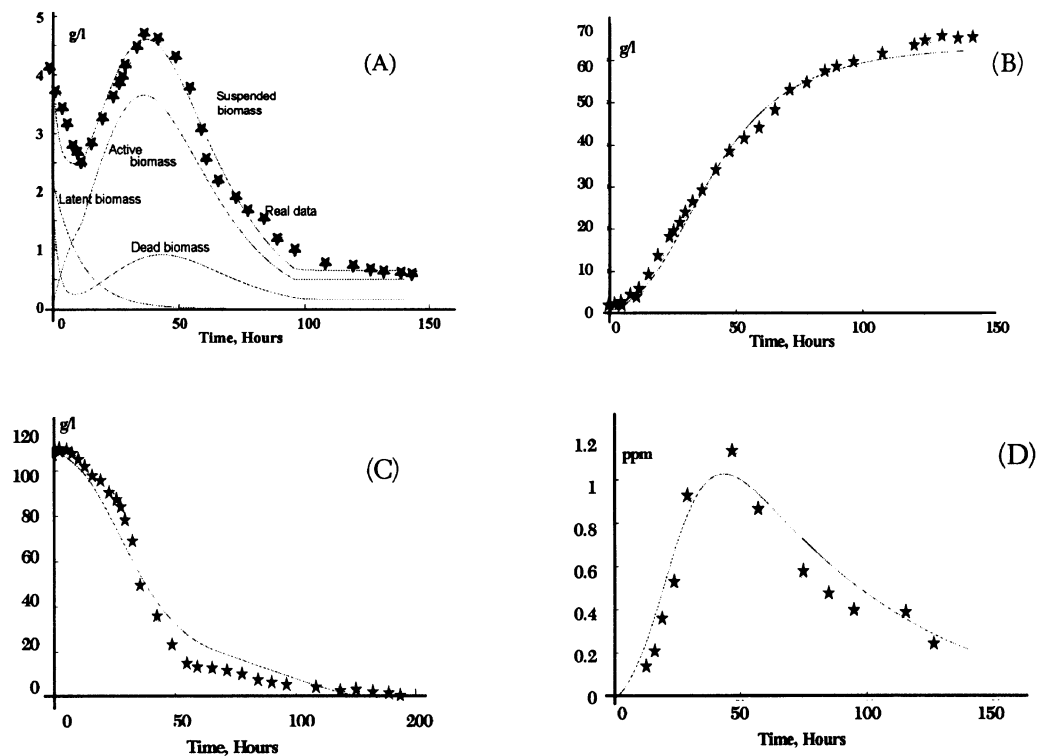 5
g/l
(A)
4
Suspended
biomass
3
Active
biomass
2
Latent biomass
Real data
1
Dead biomass
0
0 50 100 150
Time, Hours
70
g/l
(B)
60
50
40
30
20
10
0
0 50 100 150
Time, Hours
g/l
120
(C)
100
80
60
40
20
0
0 50 100 200
Time, Hours
1.2
ppm
(D)
1
0.8
0.6
0.4
0.2
0
0 50 100 150
Time, Hours